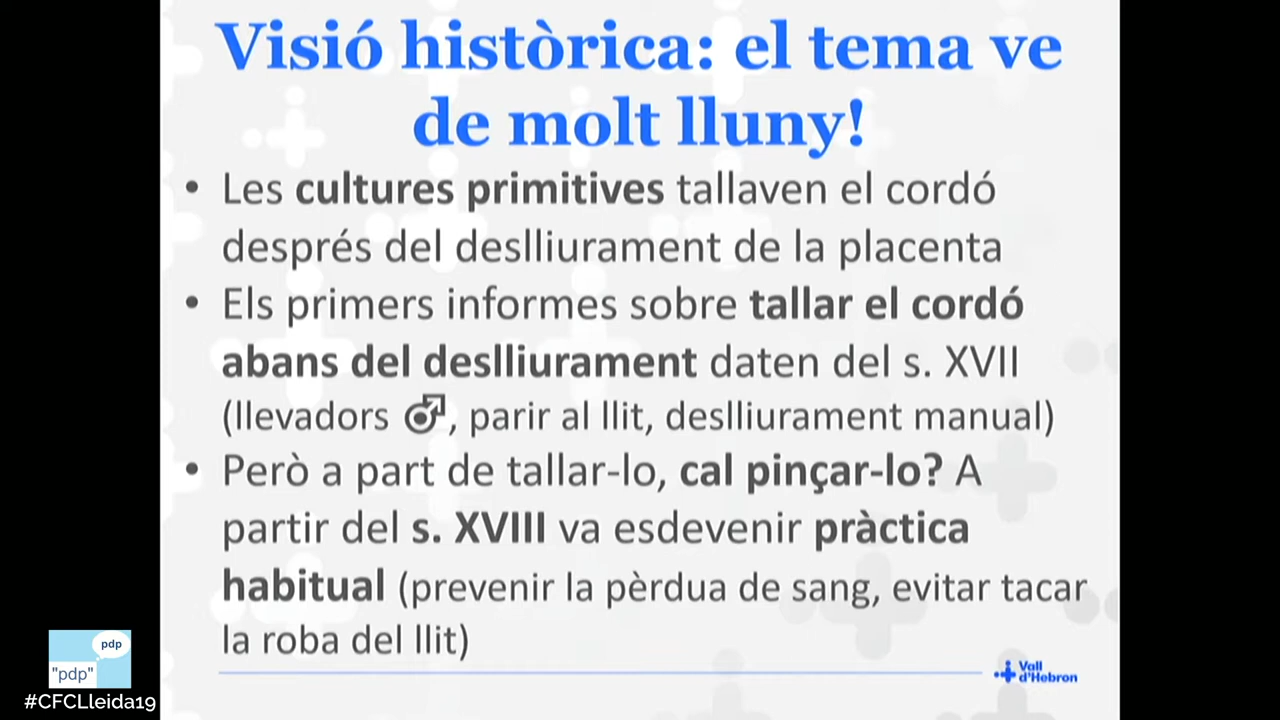 Visió històrica: el tema ve
de molt lluny!
• Les cultures primitives tallaven el cordó
després del deslliurament de la placenta
• Els primers informes sobre tallar el cordó
abans del deslliurament daten del s. XVII
(llevadors ♂, parir al llit, deslliurament manual)
• Però a part de tallar-lo, cal pinçar-lo? A
partir del s. XVIII va esdevenir pràctica
habitual (prevenir la pèrdua de sang, evitar tacar
la roba del llit)
Vall
d'Hebron
pdp
"pdp"
#CFCLleida19